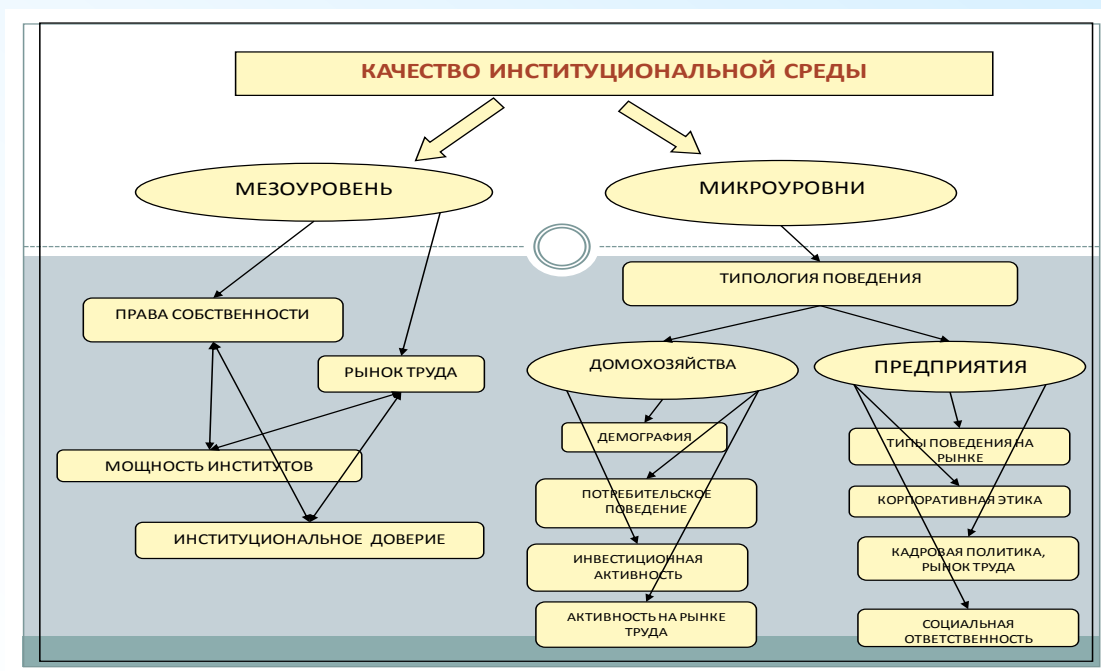 КАЧЕСТВО ИНСТИТУЦИОНАЛЬНОЙ СРЕДЫ
МЕЗОУРОВЕНЬ
МИКРОУРОВНИ
ТИПОЛОГИЯ ПОВЕДЕНИЯ
ПРАВА СОБСТВЕННОСТИ
РЫНОК ТРУДА
МОЩНОСТЬ ИНСТИТУТОВ
ИНСТИТУЦИОНАЛЬНОЕ ДОВЕРИЕ
ДОМОХОЗЯЙСТВА
ДЕМОГРАФИЯ
ПОТРЕБИТЕЛЬСКОЕ
ПОВЕДЕНИЕ
ИНВЕСТИЦИОННАЯ
АКТИВНОСТЬ
АКТИВНОСТЬ НА РЫНКЕ
ТРУДА
ПРЕДПРИЯТИЯ
ТИПЫ ПОВЕДЕНИЯ НА
РЫНКЕ
КОРПОРАТИВНАЯ ЭТИКА
КАДРОВАЯ ПОЛИТИКА,
РЫНОК ТРУДА
СОЦИАЛЬНАЯ
ОТВЕТСТВЕННОСТЬ